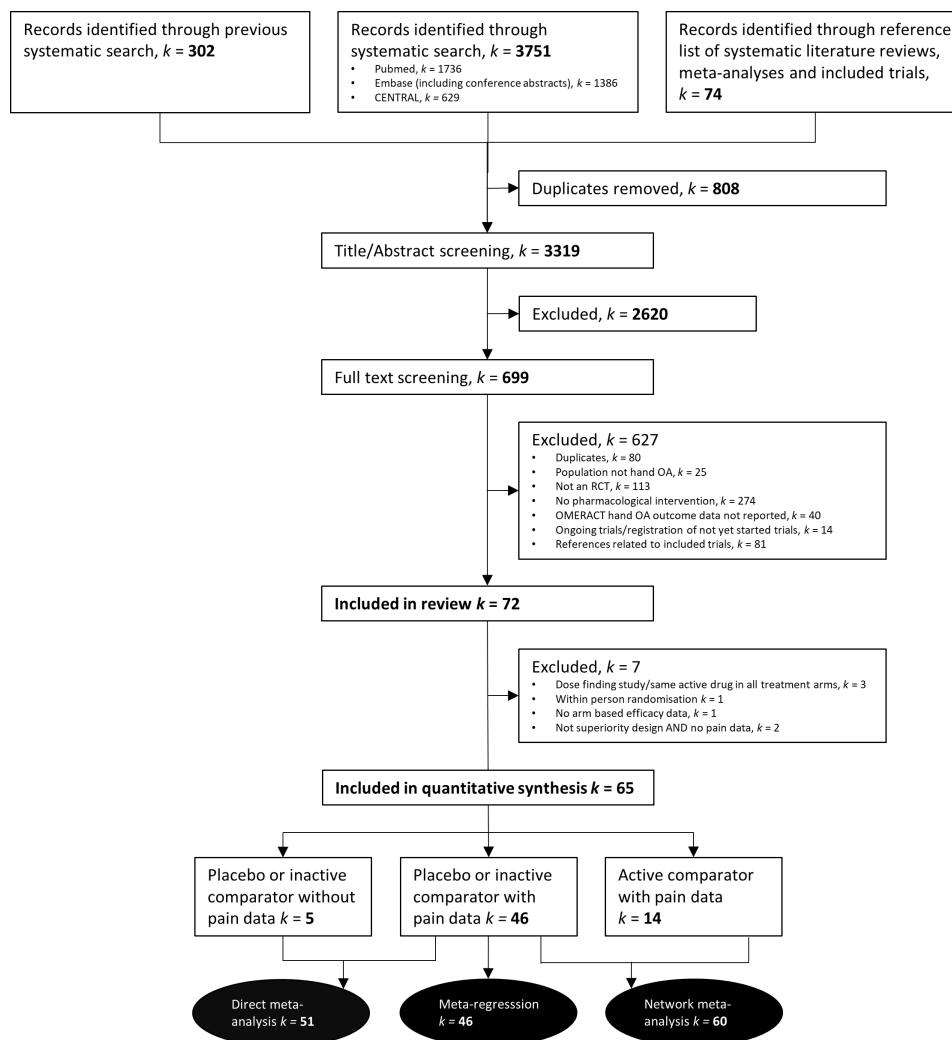 Records identified through previous
systematic search, k = 302
Records identified through
systematic search, k = 3751
• Pubmed, k = 1736
• Embase (including conference abstracts), k = 1386
• CENTRAL, k = 629
Records identified through reference
list of systematic literature reviews,
meta-analyses and included trials,
k = 74
Duplicates removed, k = 808
Title/Abstract screening, k = 3319
Excluded, k = 2620
Full text screening, k = 699
Excluded, k = 627
• Duplicates, k = 80
• Population not hand OA, k = 25
• Not an RCT, k = 113
• No pharmacological intervention, k = 274
• OMERACT hand OA outcome data not reported, k = 40
• Ongoing trials/registration of not yet started trials, k = 14
• References related to included trials, k = 81
Included in review k = 72
Excluded, k = 7
• Dose finding study/same active drug in all treatment arms, k = 3
• Within person randomisation k = 1
• No arm based efficacy data, k = 1
• Not superiority design AND no pain data, k = 2
Included in quantitative synthesis k = 65
Placebo or inactive
comparator without
pain data k = 5
Placebo or inactive
comparator with
pain data k = 46
Active comparator
with pain data
k = 14
Direct meta-
analysis k = 51
Meta-regresssion
k = 46
Network meta-
analysis k = 60